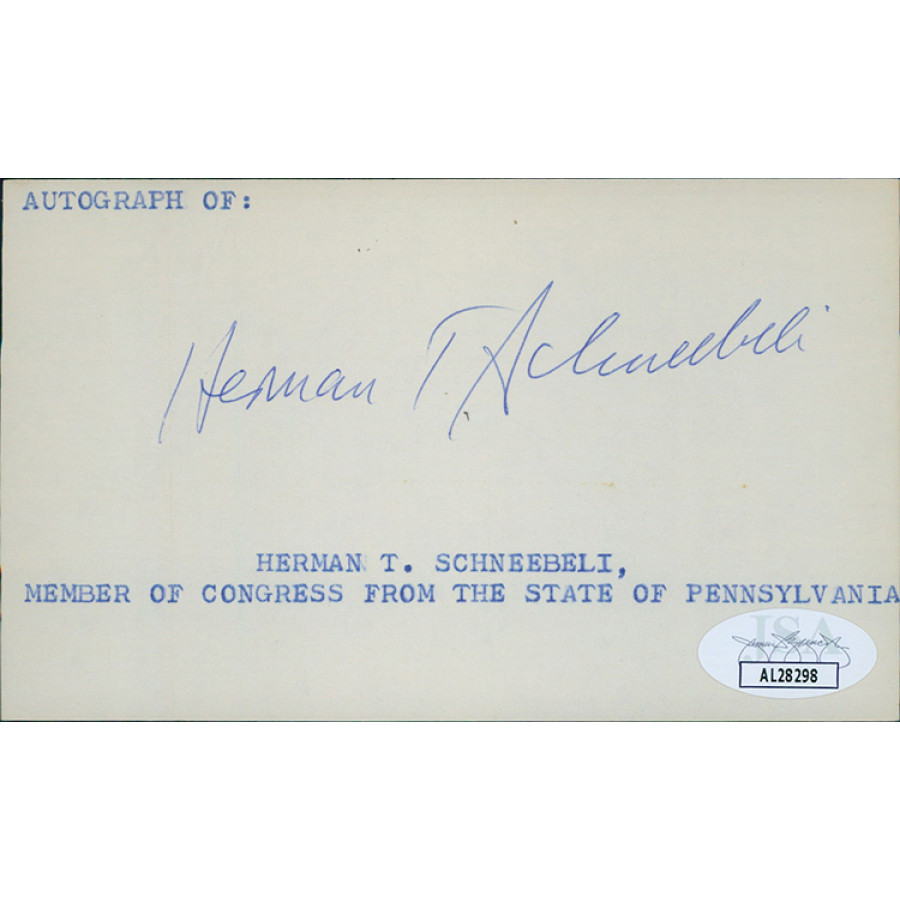 AUTOGRAPH OF:
Herman T. Schneebeli
HERMAN T. SCHNEEBELI,
MEMBER OF CONGRESS FROM THE STATE OF PENNSYLVANIA
JSA
AL28298